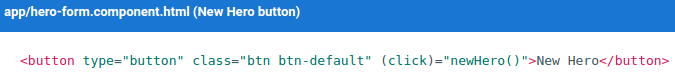 app/hero-form.component.html (New Hero button)
<button type="button" class="btn btn-default" (click)="newHero()">New Hero</button>